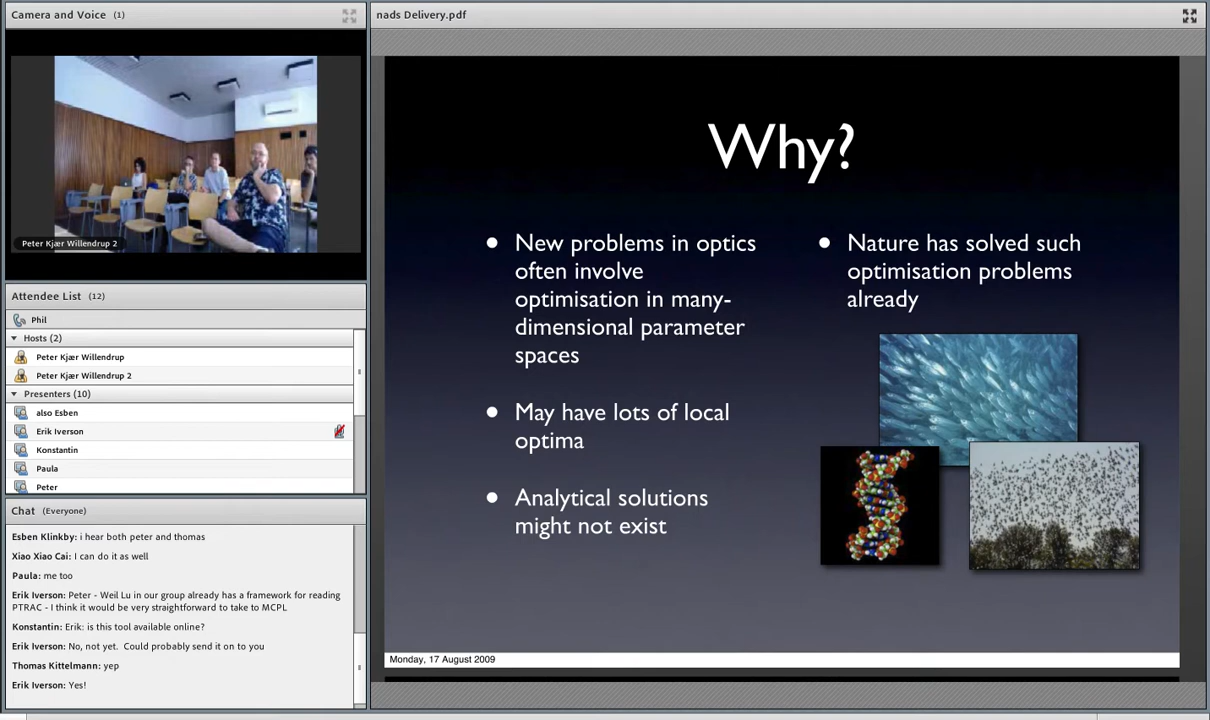 Camera and Voice (1)
Peter Kjær Willendrup 2
Attendee List (12)
Phil
Hosts (2)
Peter Kjær Willendrup
Peter Kjær Willendrup 2
Presenters (10)
also Esben
Erik Iverson
Konstantin
Paula
Peter
Chat (Everyone)
Esben Klinkby: i hear both peter and thomas
Xiao Xiao Cai: I can do it as well
Paula: me too
Erik Iverson: Peter - Weil Lu in our group already has a framework for reading
PTRAC - I think it would be very straightforward to take to MCPL
Konstantin: Erik: is this tool available online?
Erik Iverson: No, not yet.  Could probably send it on to you
Thomas Kittelmann: yep
Erik Iverson: Yes!
nads Delivery.pdf
Why?
• New problems in optics
often involve
optimisation in many-
dimensional parameter
spaces
• May have lots of local
optima
• Analytical solutions
might not exist
• Nature has solved such
optimisation problems
already
Monday, 17 August 2009